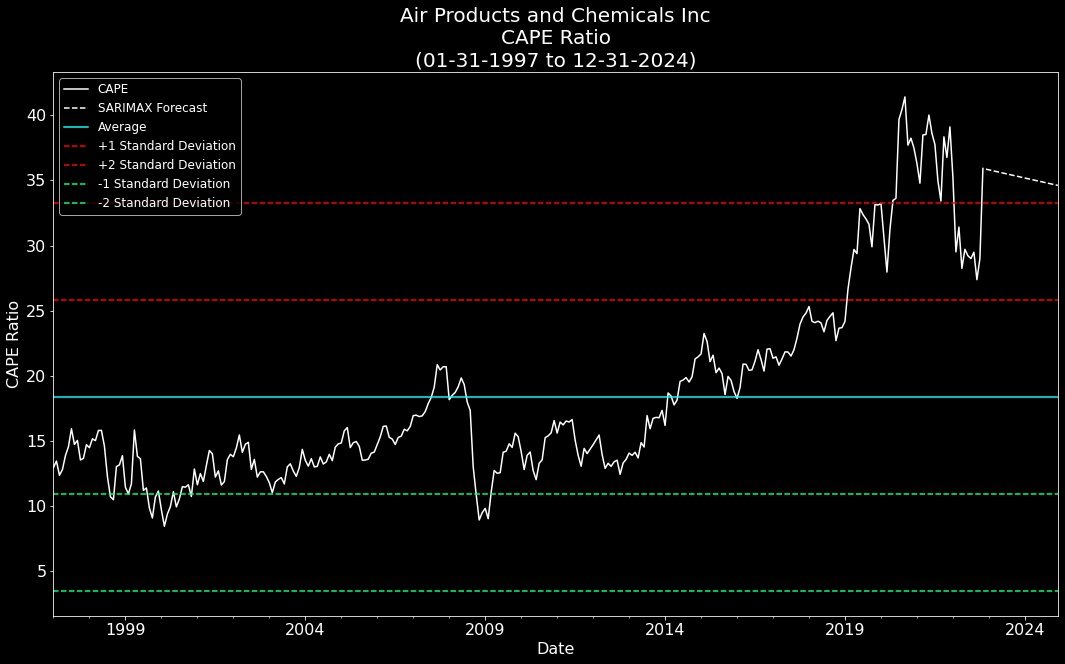 Air Products and Chemicals Inc
CAPE Ratio
(01-31-1997 to 12-31-2024)
CAPE
SARIMAX Forecast
Average
+1 Standard Deviation
+2 Standard Deviation
-1 Standard Deviation
-2 Standard Deviation
40
35
30
25
20
15
10
5
CAPE Ratio
1999 2004 2009 2014 2019 2024
Date